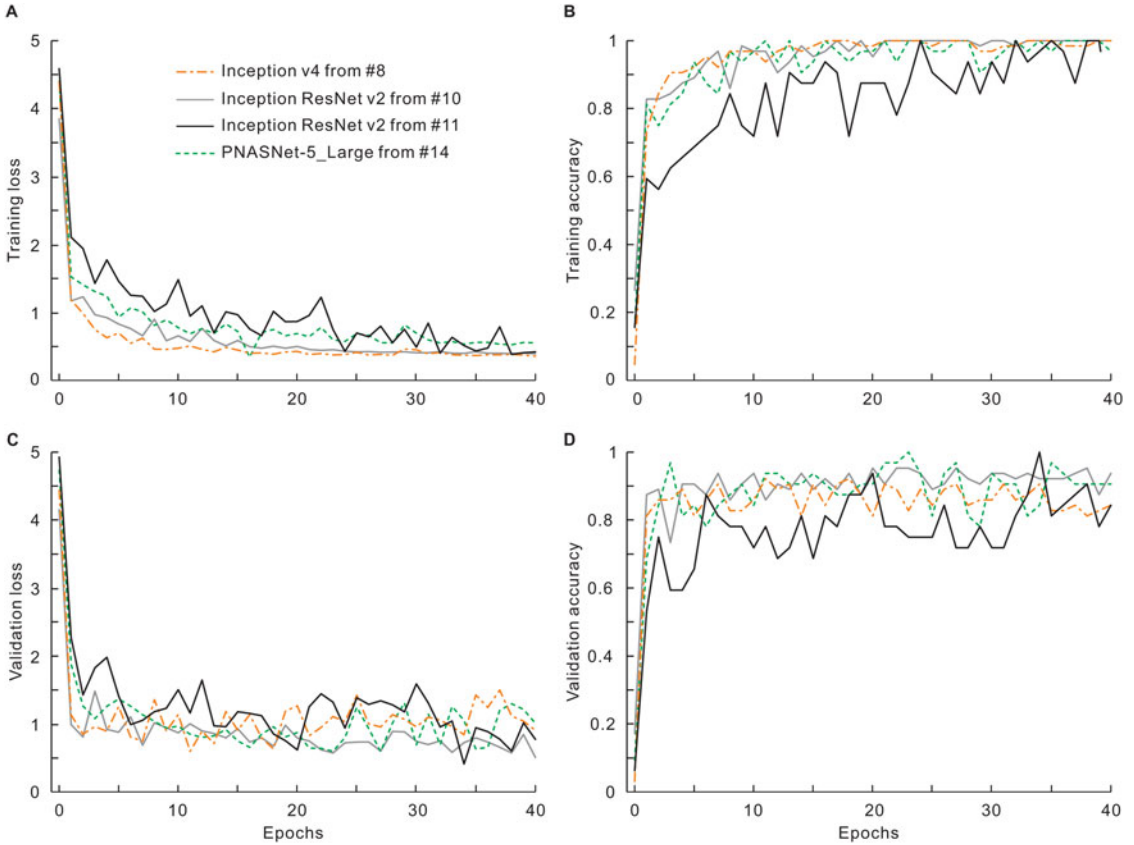 A
B
5
4
3
2
1
0
Training loss
Inception v4 from #8
Inception ResNet v2 from #10
Inception ResNet v2 from #11
PNASNet-5_Large from #14
0 10 20 30 40
1
0.8
0.6
0.4
0.2
0
Training accuracy
0 10 20 30 40
C
D
5
4
3
2
1
0
Validation loss
0 10 20 30 40
Epochs
1
0.8
0.6
0.4
0.2
0
Validation accuracy
0 10 20 30 40
Epochs